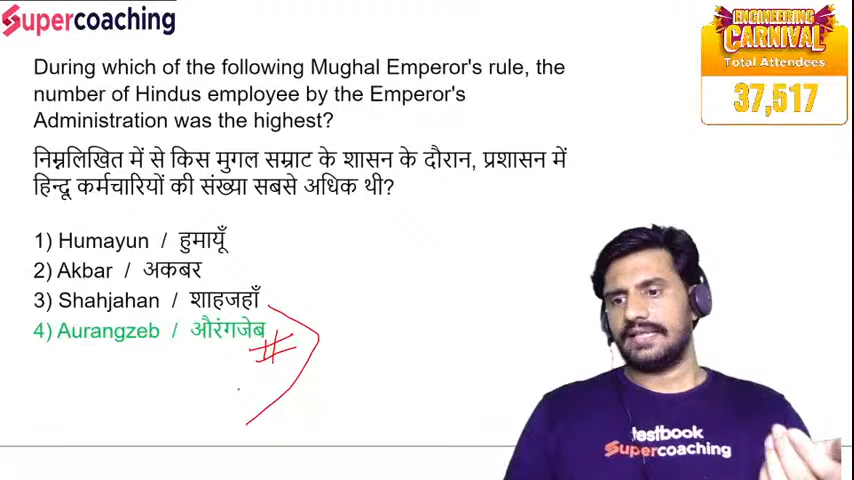 Supercoaching
ENGINEERING
CARNIVAL
Total Attendees
37,517
During which of the following Mughal Emperor's rule, the
number of Hindus employee by the Emperor's
Administration was the highest?
निम्नलिखित में से किस मुगल सम्राट के शासन के दौरान, प्रशासन में
हिन्दू कर्मचारियों की संख्या सबसे अधिक थी?
1) Humayun / हुमायूँ
2) Akbar / अकबर
3) Shahjahan / शाहजहाँ
4) Aurangzeb / औरंगजेब
#
testbook
Supercoaching